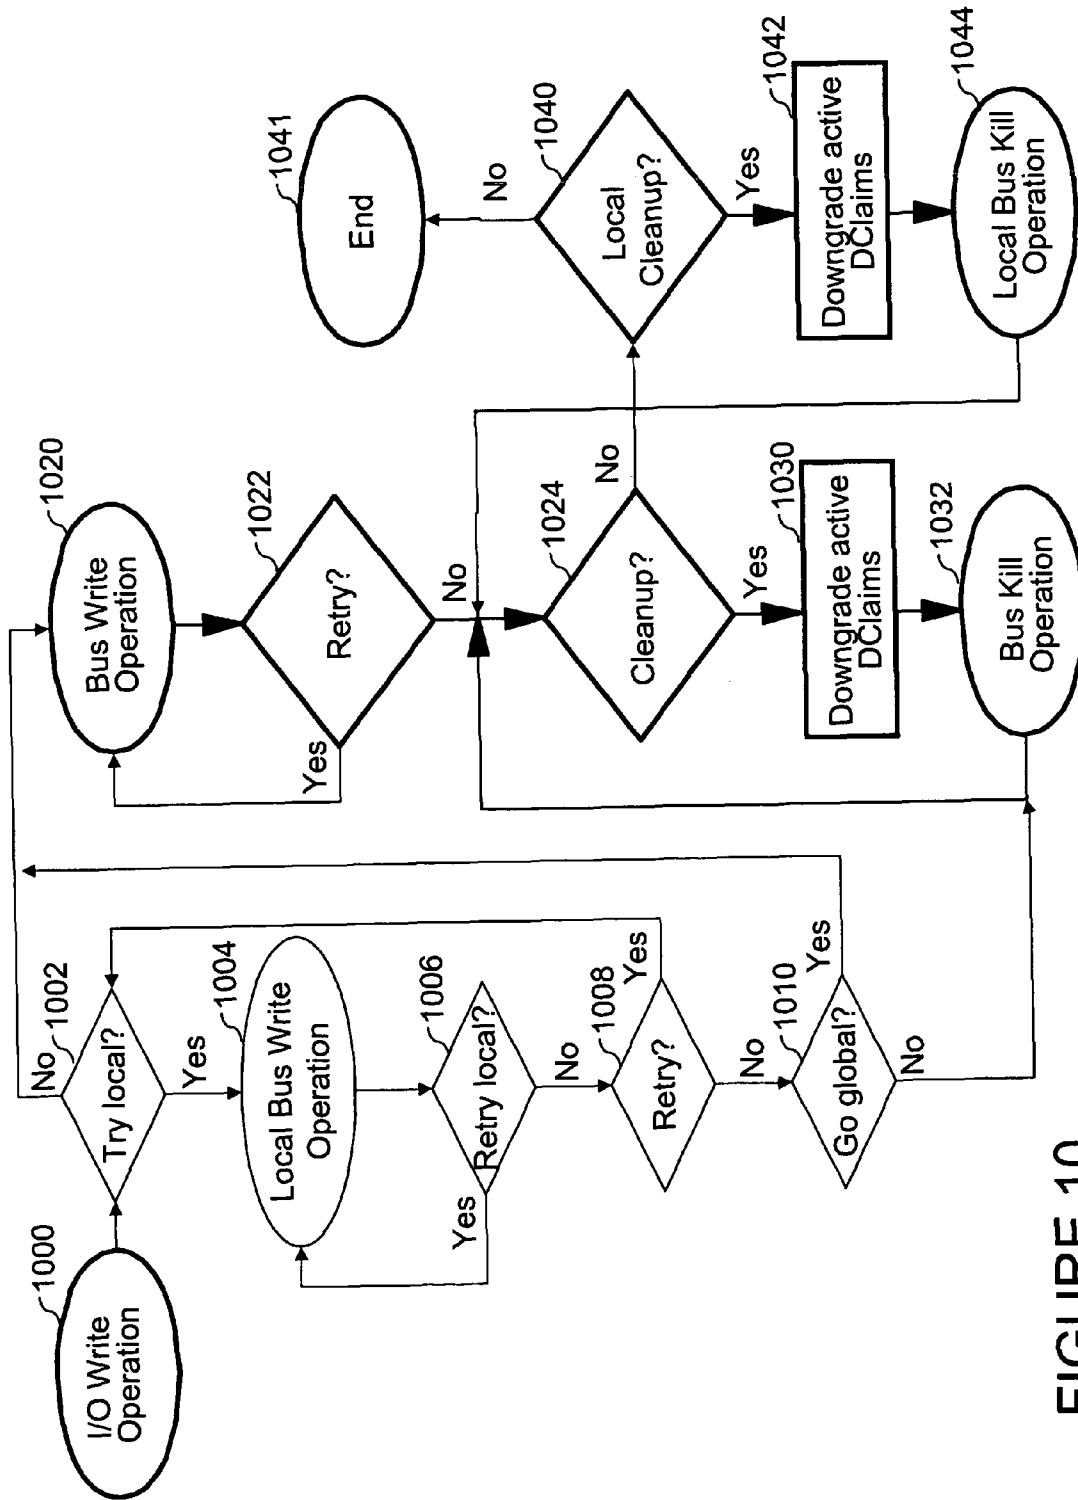 1000
I/O Write
Operation
1002
Try local?
No
Yes
1004
Local Bus Write
Operation
1006
Retry local?
Yes
No
1008
Retry?
Yes
No
1010
Go global?
Yes
No
1020
Bus Write
Operation
1022
Retry?
Yes
No
1024
Cleanup?
No
Yes
1030
Downgrade active
DClaims
1032
Bus Kill
Operation
1041
End
No
1040
Local
Cleanup?
Yes
1042
Downgrade active
DClaims
1044
Local Bus Kill
Operation
FIGURE 10